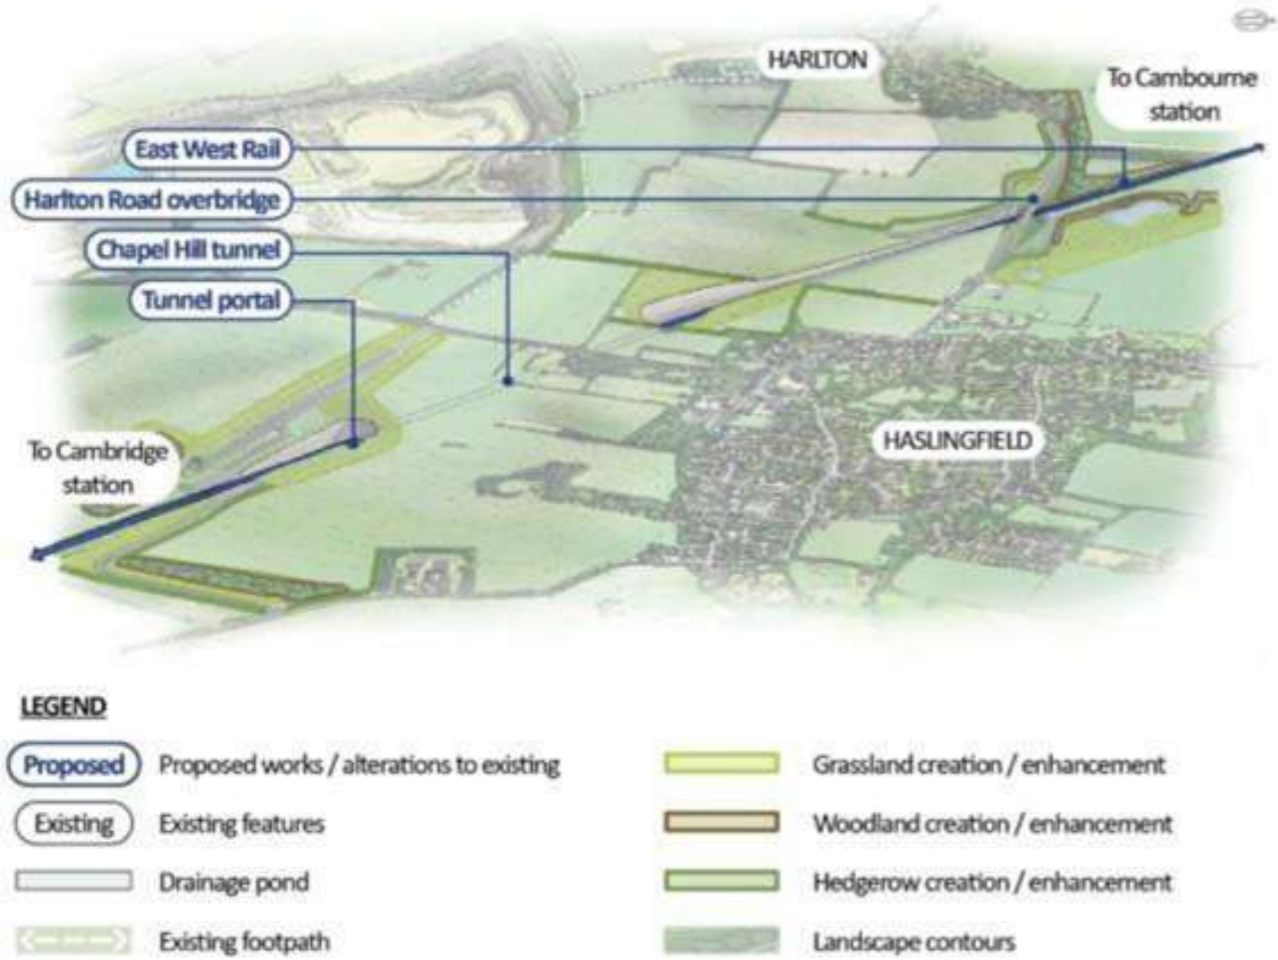 HARLTON
To Cambourne
station
East West Rail
Harlton Road overbridge
Chapel Hill tunnel
Tunnel portal
To Cambridge
station
HASLINGFIELD
LEGEND
Proposed Proposed works / alterations to existing
Existing Existing features
Drainage pond
Existing footpath
Grassland creation / enhancement
Woodland creation / enhancement
Hedgerow creation / enhancement
Landscape contours